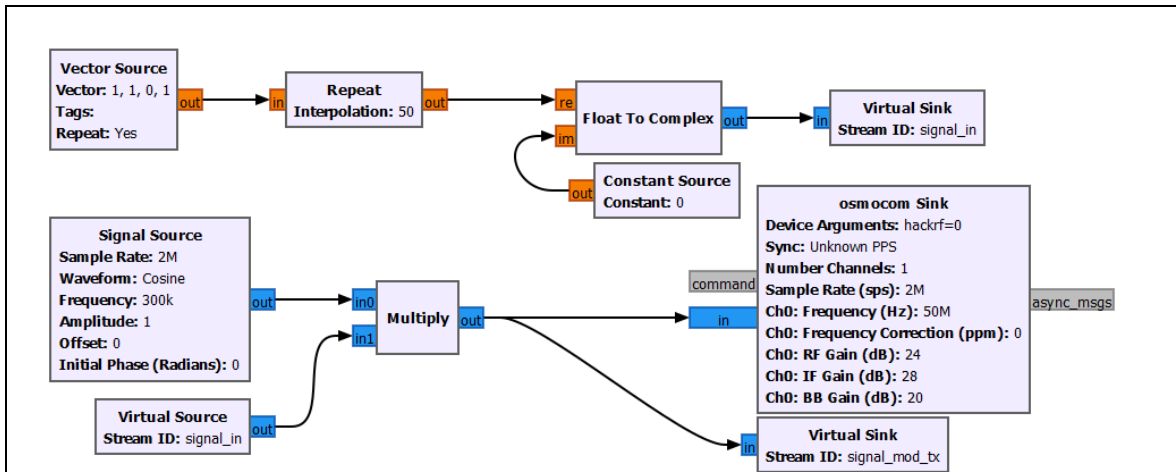 Vector Source
Vector: 1, 1, 0, 1
Tags:
Repeat: Yes
out
in
Repeat
Interpolation: 50
out
re
im
Float To Complex
out
in
Virtual Sink
Stream ID: signal_in
out
Constant Source
Constant: 0
Signal Source
Sample Rate: 2M
Waveform: Cosine
Frequency: 300k
Amplitude: 1
Offset: 0
Initial Phase (Radians): 0
out
in0
in1
Multiply
out
Virtual Source
Stream ID: signal_in
out
command
in
osmocom Sink
Device Arguments: hackrf=0
Sync: Unknown PPS
Number Channels: 1
Sample Rate (sps): 2M
Ch0: Frequency (Hz): 50M
Ch0: Frequency Correction (ppm): 0
Ch0: RF Gain (dB): 24
Ch0: IF Gain (dB): 28
Ch0: BB Gain (dB): 20
async_msgs
in
Virtual Sink
Stream ID: signal_mod_tx